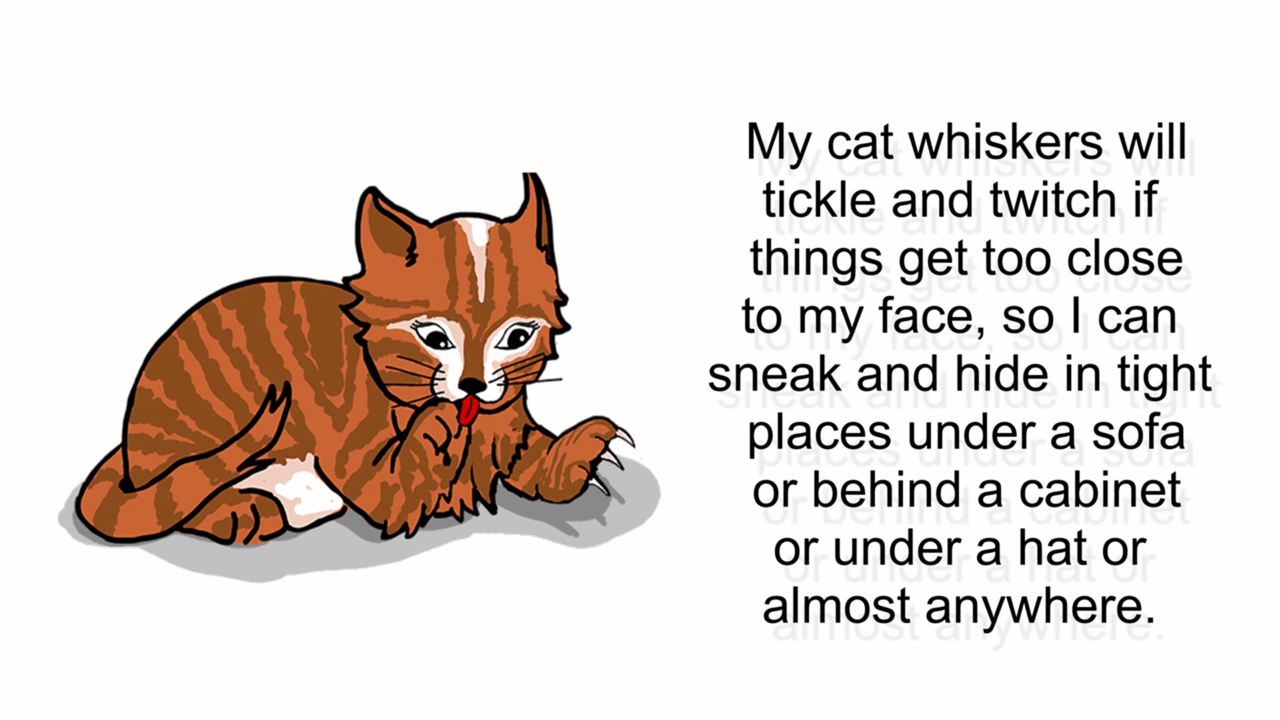 My cat whiskers will
tickle and twitch if
things get too close
to my face, so I can
sneak and hide in tight
places under a sofa
or behind a cabinet
or under a hat or
almost anywhere.